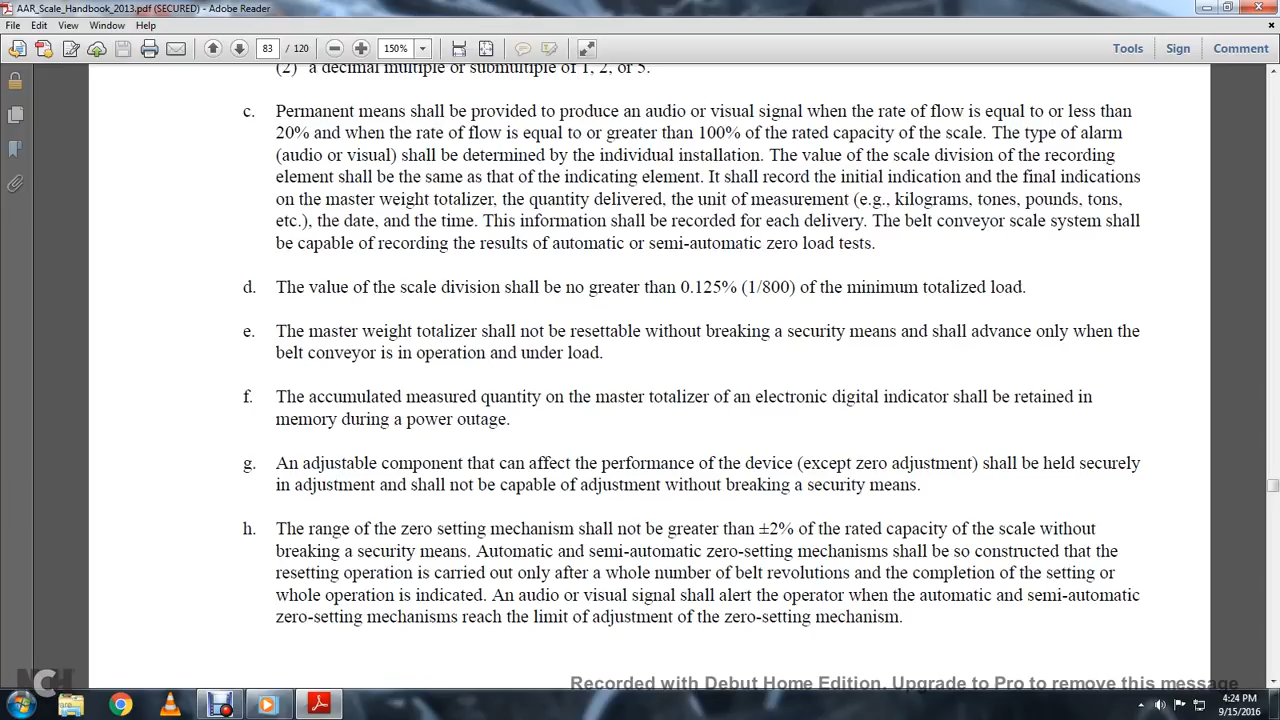 AAR_Scale_Handbook_2013.pdf (SECURED) - Adobe Reader
File Edit View Window Help
83 / 120 150% Tools Sign Comment
(2) a decimal multiple or submultiple of 1, 2, or 5.
c. Permanent means shall be provided to produce an audio or visual signal when the rate of flow is equal to or less than
20% and when the rate of flow is equal to or greater than 100% of the rated capacity of the scale. The type of alarm
(audio or visual) shall be determined by the individual installation. The value of the scale division of the recording
element shall be the same as that of the indicating element. It shall record the initial indication and the final indications
on the master weight totalizer, the quantity delivered, the unit of measurement (e.g., kilograms, tones, pounds, tons,
etc.), the date, and the time. This information shall be recorded for each delivery. The belt conveyor scale system shall
be capable of recording the results of automatic or semi-automatic zero load tests.
d. The value of the scale division shall be no greater than 0.125% (1/800) of the minimum totalized load.
e. The master weight totalizer shall not be resettable without breaking a security means and shall advance only when the
belt conveyor is in operation and under load.
f. The accumulated measured quantity on the master totalizer of an electronic digital indicator shall be retained in
memory during a power outage.
g. An adjustable component that can affect the performance of the device (except zero adjustment) shall be held securely
in adjustment and shall not be capable of adjustment without breaking a security means.
h. The range of the zero setting mechanism shall not be greater than ±2% of the rated capacity of the scale without
breaking a security means. Automatic and semi-automatic zero-setting mechanisms shall be so constructed that the
resetting operation is carried out only after a whole number of belt revolutions and the completion of the setting or
whole operation is indicated. An audio or visual signal shall alert the operator when the automatic and semi-automatic
zero-setting mechanisms reach the limit of adjustment of the zero-setting mechanism.
Recorded with Debut Home Edition. Upgrade to Pro to remove this message
4:24 PM
9/15/2016